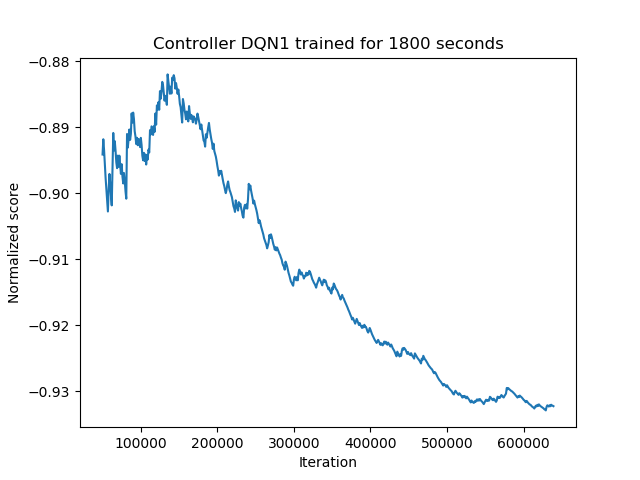 Controller DQN1 trained for 1800 seconds
Normalized score
−0.88
−0.89
−0.90
−0.91
−0.92
−0.93
100000 200000 300000 400000 500000 600000
Iteration